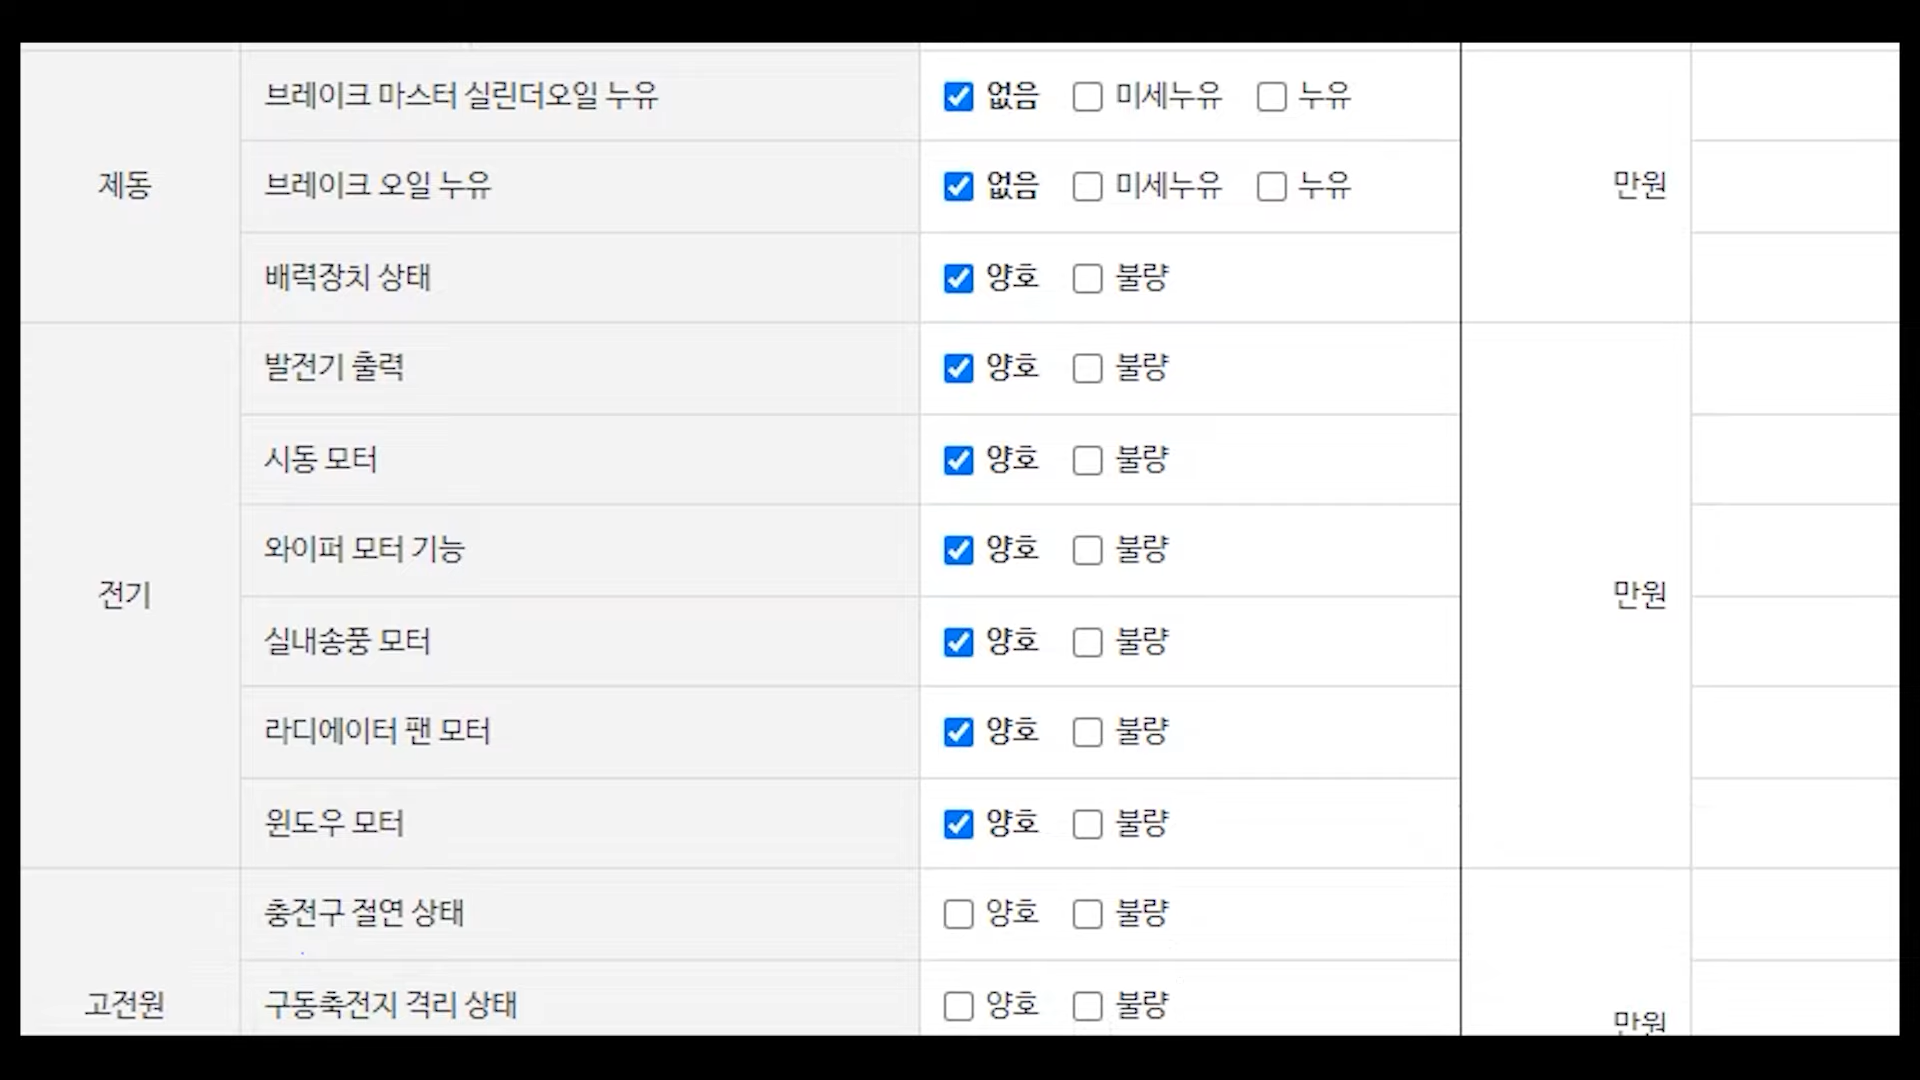 브레이크 마스터 실린더오일 누유 없음 미세누유 누유
제동 브레이크 오일 누유 없음 미세누유 누유 만원
배력장치 상태 양호 불량
발전기 출력 양호 불량
시동 모터 양호 불량
와이퍼 모터 기능 양호 불량
전기 만원
실내송풍 모터 양호 불량
라디에이터 팬 모터 양호 불량
윈도우 모터 양호 불량
충전구 절연 상태 양호 불량
고전원 구동축전지 격리 상태 양호 불량
만원